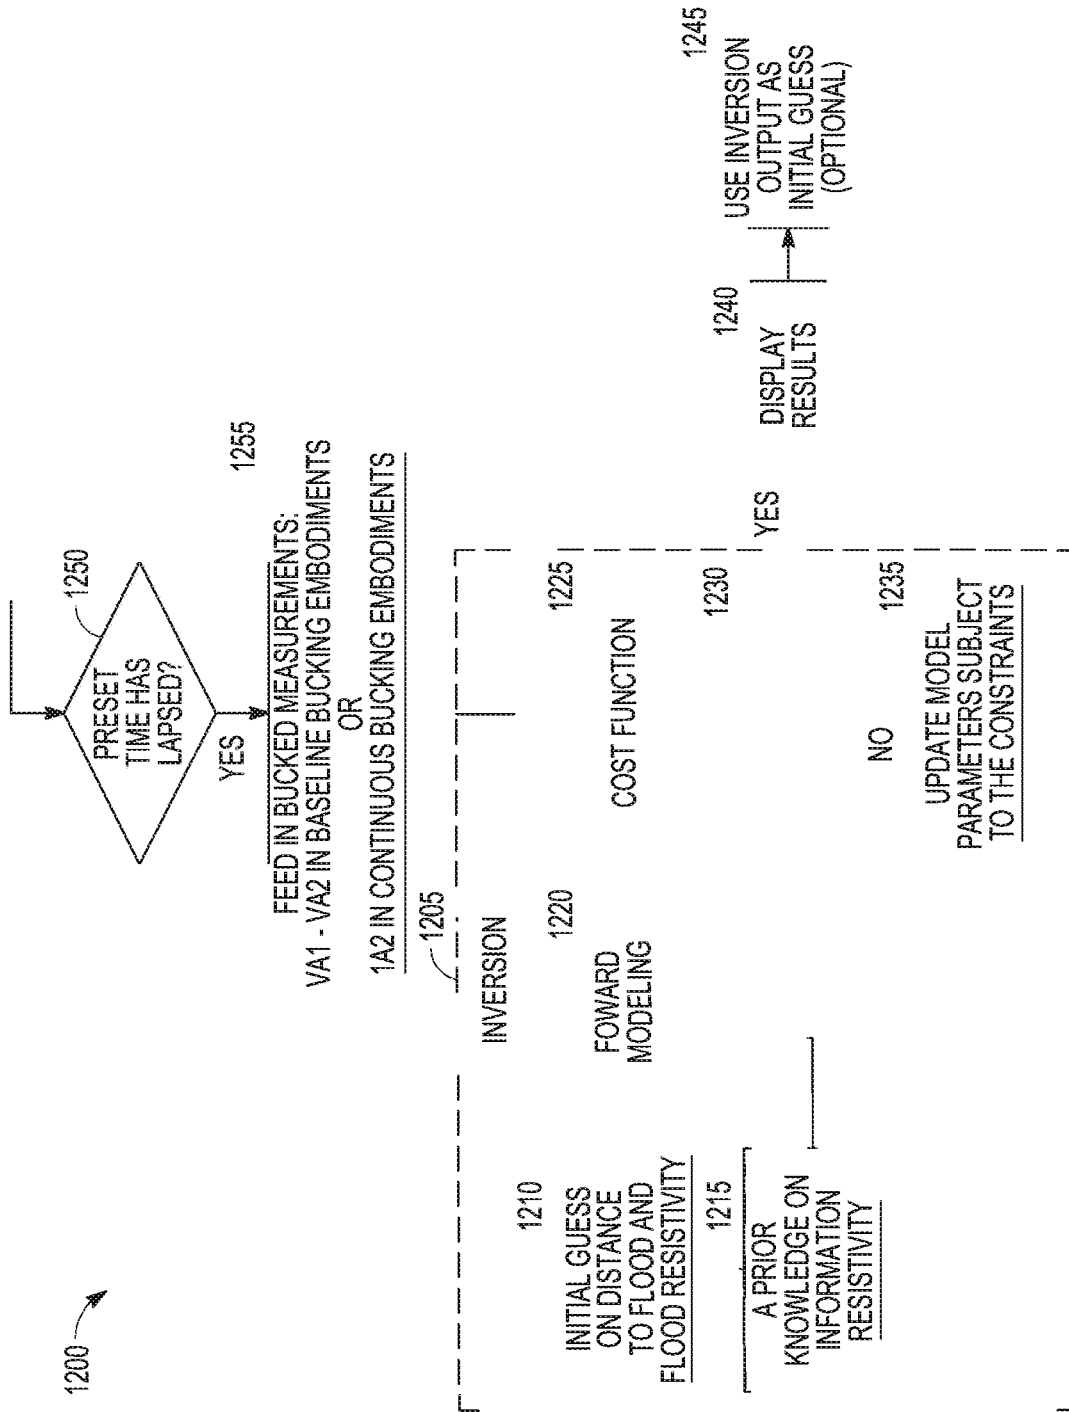 1200
PRESET
TIME HAS
LAPSED?
1250
YES
1255
FEED IN BUCKED MEASUREMENTS:
VA1 - VA2 IN BASELINE BUCKING EMBODIMENTS
OR
1A2 IN CONTINUOUS BUCKING EMBODIMENTS
1205
INVERSION
1210
INITIAL GUESS
ON DISTANCE
TO FLOOD AND
FLOOD RESISTIVITY
1215
A PRIOR
KNOWLEDGE ON
INFORMATION
RESISTIVITY
1220
FOWARD
MODELING
1225
COST FUNCTION
1230
YES
NO
1235
UPDATE MODEL
PARAMETERS SUBJECT
TO THE CONSTRAINTS
1240
DISPLAY
RESULTS
1245
USE INVERSION
OUTPUT AS
INITIAL GUESS
(OPTIONAL)